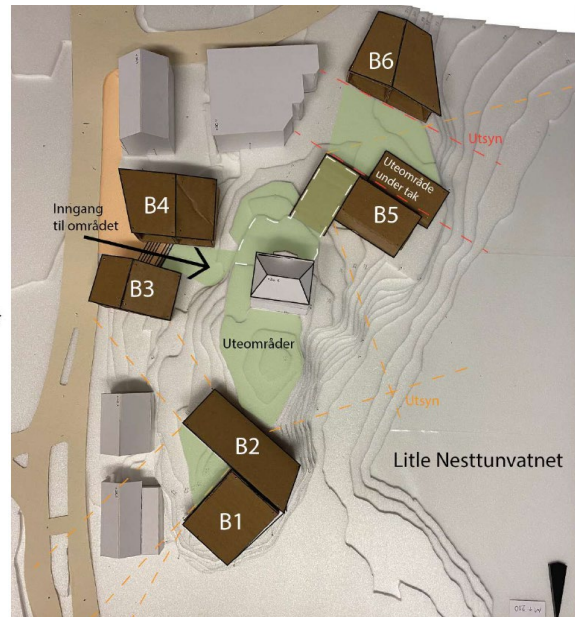 B6
Utsyn
Uteområde
under tak
B5
B4
Inngang
til området
B3
Uteområder
Utsyn
B2
Litle Nesttunvatnet
B1